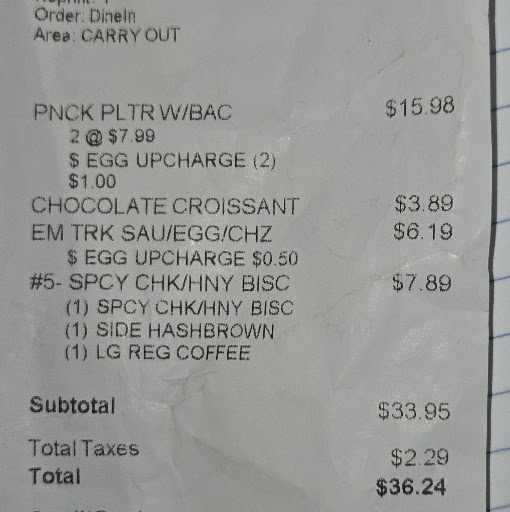 Order: DineIn
Area: CARRY OUT
PNCK PLTR W/BAC $15.98
2 @ $7.99
$ EGG UPCHARGE (2)
$1.00
CHOCOLATE CROISSANT $3.89
EM TRK SAU/EGG/CHZ $6.19
$ EGG UPCHARGE $0.50
#5- SPCY CHK/HNY BISC $7.89
(1) SPCY CHK/HNY BISC
(1) SIDE HASHBROWN
(1) LG REG COFFEE
Subtotal $33.95
Total Taxes $2.29
Total $36.24